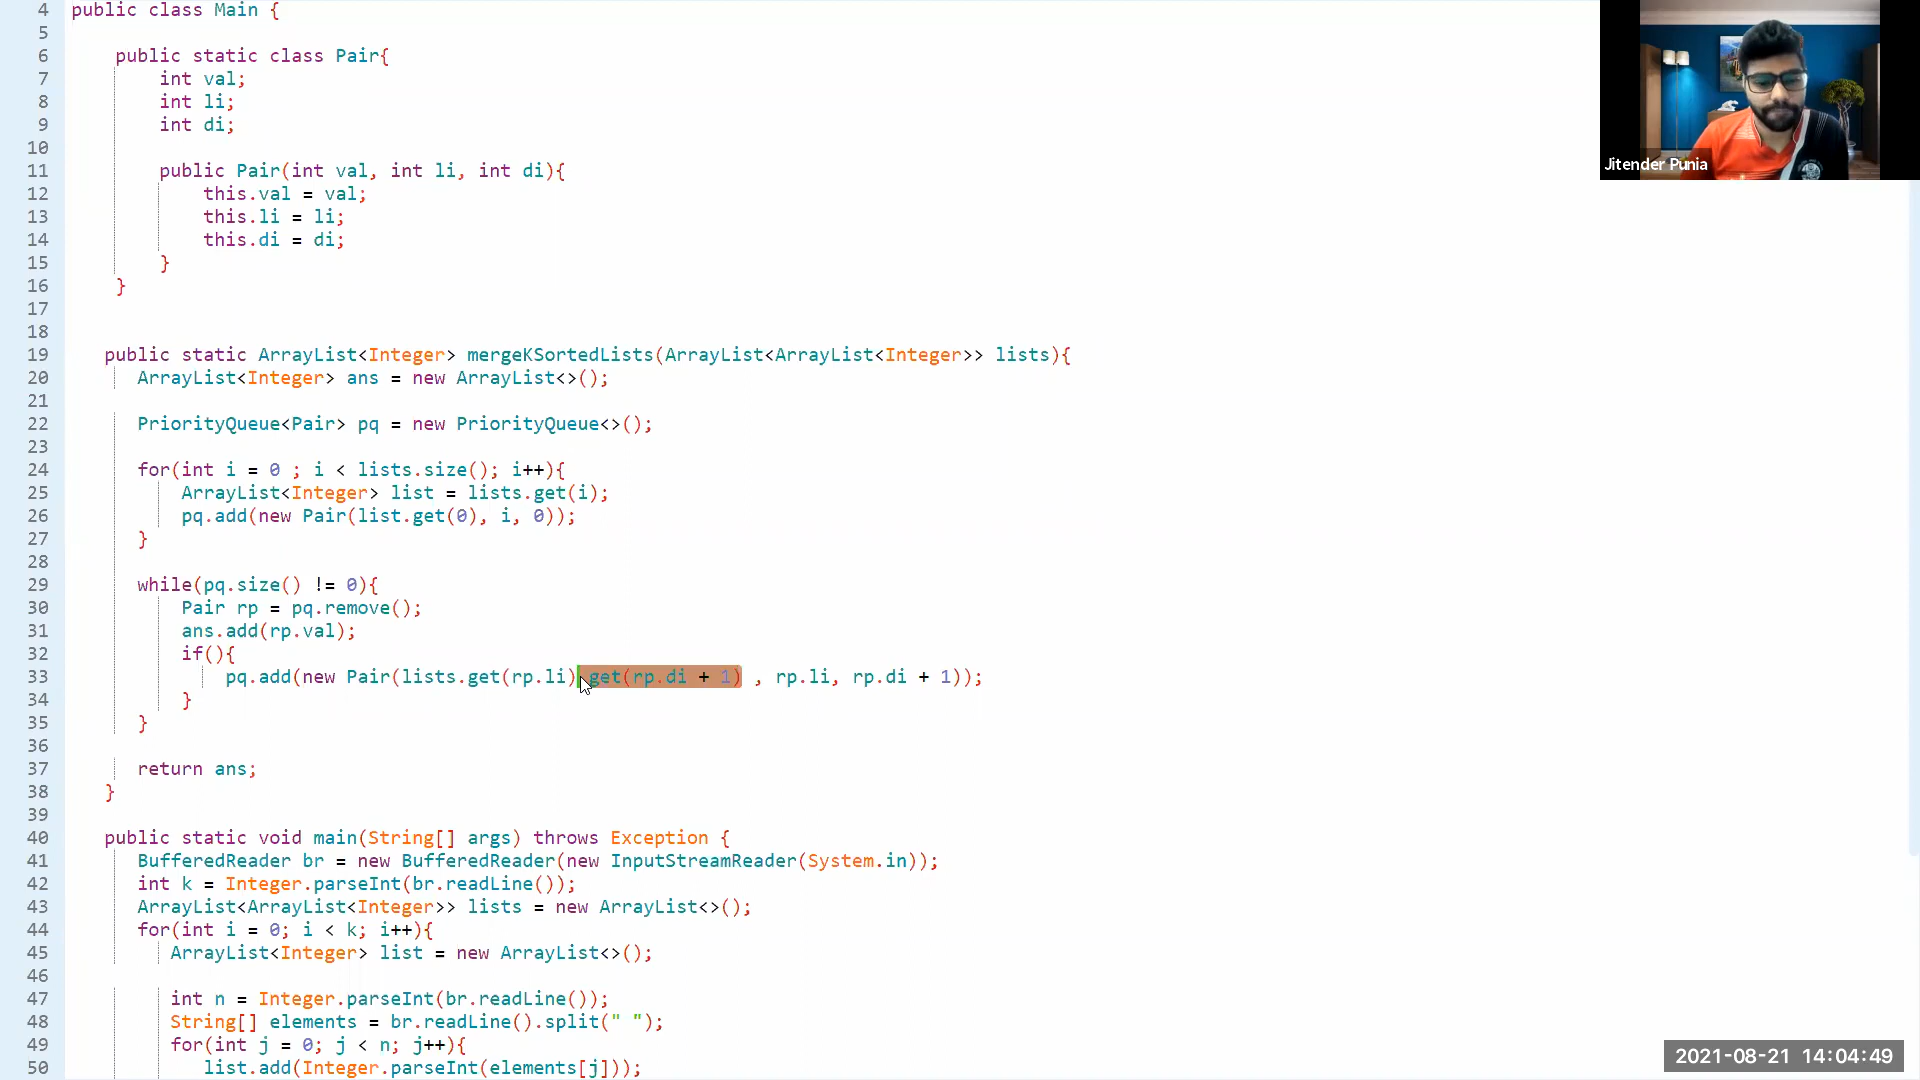 4 public class Main {
5
6 public static class Pair{
7 int val;
8 int li;
9 int di;
10
11 public Pair(int val, int li, int di){
12 this.val = val;
13 this.li = li;
14 this.di = di;
15 }
16 }
17
18
19 public static ArrayList<Integer> mergeKSortedLists(ArrayList<ArrayList<Integer>> lists){
20 ArrayList<Integer> ans = new ArrayList<>();
21
22 PriorityQueue<Pair> pq = new PriorityQueue<>();
23
24 for(int i = 0 ; i < lists.size(); i++){
25 ArrayList<Integer> list = lists.get(i);
26 pq.add(new Pair(list.get(0), i, 0));
27 }
28
29 while(pq.size() != 0){
30 Pair rp = pq.remove();
31 ans.add(rp.val);
32 if(){
33 pq.add(new Pair(lists.get(rp.li).get(rp.di + 1) , rp.li, rp.di + 1));
34 }
35 }
36
37 return ans;
38 }
39
40 public static void main(String[] args) throws Exception {
41 BufferedReader br = new BufferedReader(new InputStreamReader(System.in));
42 int k = Integer.parseInt(br.readLine());
43 ArrayList<ArrayList<Integer>> lists = new ArrayList<>();
44 for(int i = 0; i < k; i++){
45 ArrayList<Integer> list = new ArrayList<>();
46
47 int n = Integer.parseInt(br.readLine());
48 String[] elements = br.readLine().split(" ");
49 for(int j = 0; j < n; j++){
50 list.add(Integer.parseInt(elements[j]));
Jitender Punia
2021-08-21 14:04:49